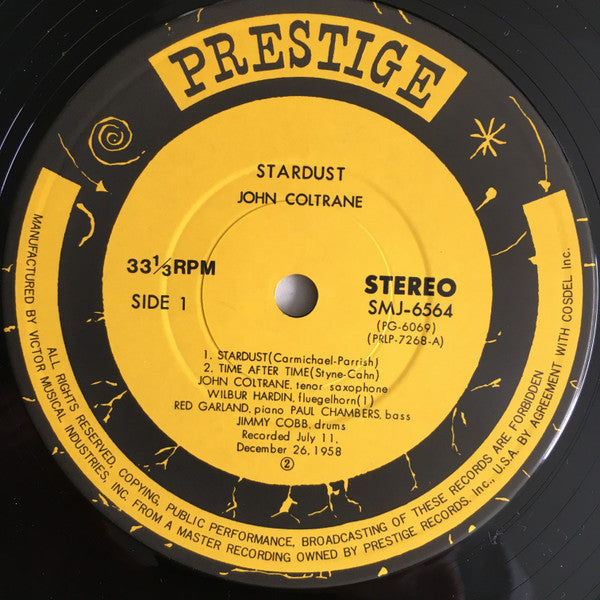 PRESTIGE
STARDUST
JOHN COLTRANE
33 1/3 RPM
SIDE 1
STEREO
SMJ-6564
(PG-6069)
(PRLP-7268-A)
1. STARDUST(Carmichael-Parrish)
2. TIME AFTER TIME(Styne-Cahn)
JOHN COLTRANE, tenor saxophone
WILBUR HARDIN, fluegelhorn(1)
RED GARLAND, piano PAUL CHAMBERS, bass
JIMMY COBB, drums
Recorded July 11,
December 26, 1958
②
ALL RIGHTS RESERVED, COPYING, PUBLIC PERFORMANCE, BROADCASTING OF THESE RECORDS ARE FORBIDDEN
MANUFACTURED BY VICTOR MUSICAL INDUSTRIES, INC. FROM A MASTER RECORDING OWNED BY PRESTIGE RECORDS. Inc., U.S.A. BY AGREEMENT WITH COSDEL Inc.